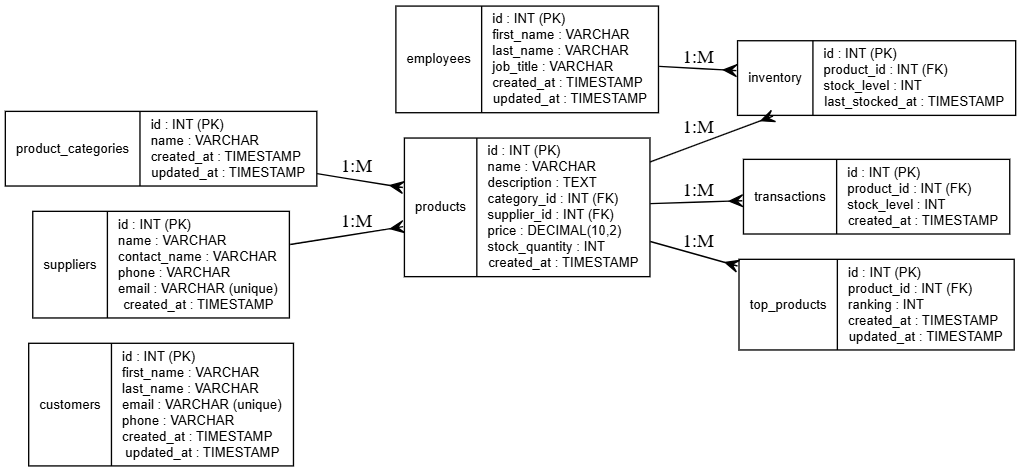 employees
id : INT (PK)
first_name : VARCHAR
last_name : VARCHAR
job_title : VARCHAR
created_at : TIMESTAMP
updated_at : TIMESTAMP
1:M
inventory
id : INT (PK)
product_id : INT (FK)
stock_level : INT
last_stocked_at : TIMESTAMP
product_categories
id : INT (PK)
name : VARCHAR
created_at : TIMESTAMP
updated_at : TIMESTAMP
1:M
products
id : INT (PK)
name : VARCHAR
description : TEXT
category_id : INT (FK)
supplier_id : INT (FK)
price : DECIMAL(10,2)
stock_quantity : INT
created_at : TIMESTAMP
1:M
1:M
transactions
id : INT (PK)
product_id : INT (FK)
stock_level : INT
created_at : TIMESTAMP
suppliers
id : INT (PK)
name : VARCHAR
contact_name : VARCHAR
phone : VARCHAR
email : VARCHAR (unique)
created_at : TIMESTAMP
1:M
1:M
top_products
id : INT (PK)
product_id : INT (FK)
ranking : INT
created_at : TIMESTAMP
updated_at : TIMESTAMP
customers
id : INT (PK)
first_name : VARCHAR
last_name : VARCHAR
email : VARCHAR (unique)
phone : VARCHAR
created_at : TIMESTAMP
updated_at : TIMESTAMP